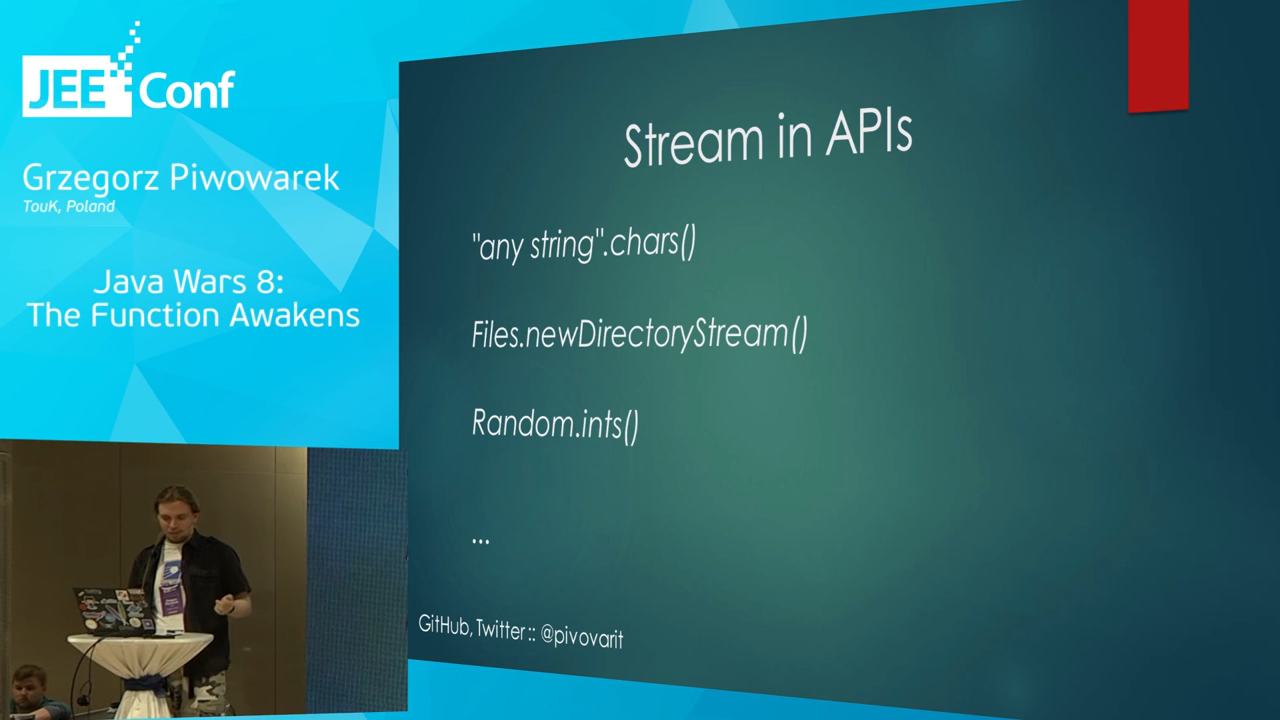 JEE Conf
Grzegorz Piwowarek
TouK, Poland
Java Wars 8:
The Function Awakens
Stream in APIs
"any string".chars()
Files.newDirectoryStream()
Random.ints()
...
GitHub, Twitter :: @pivovarit